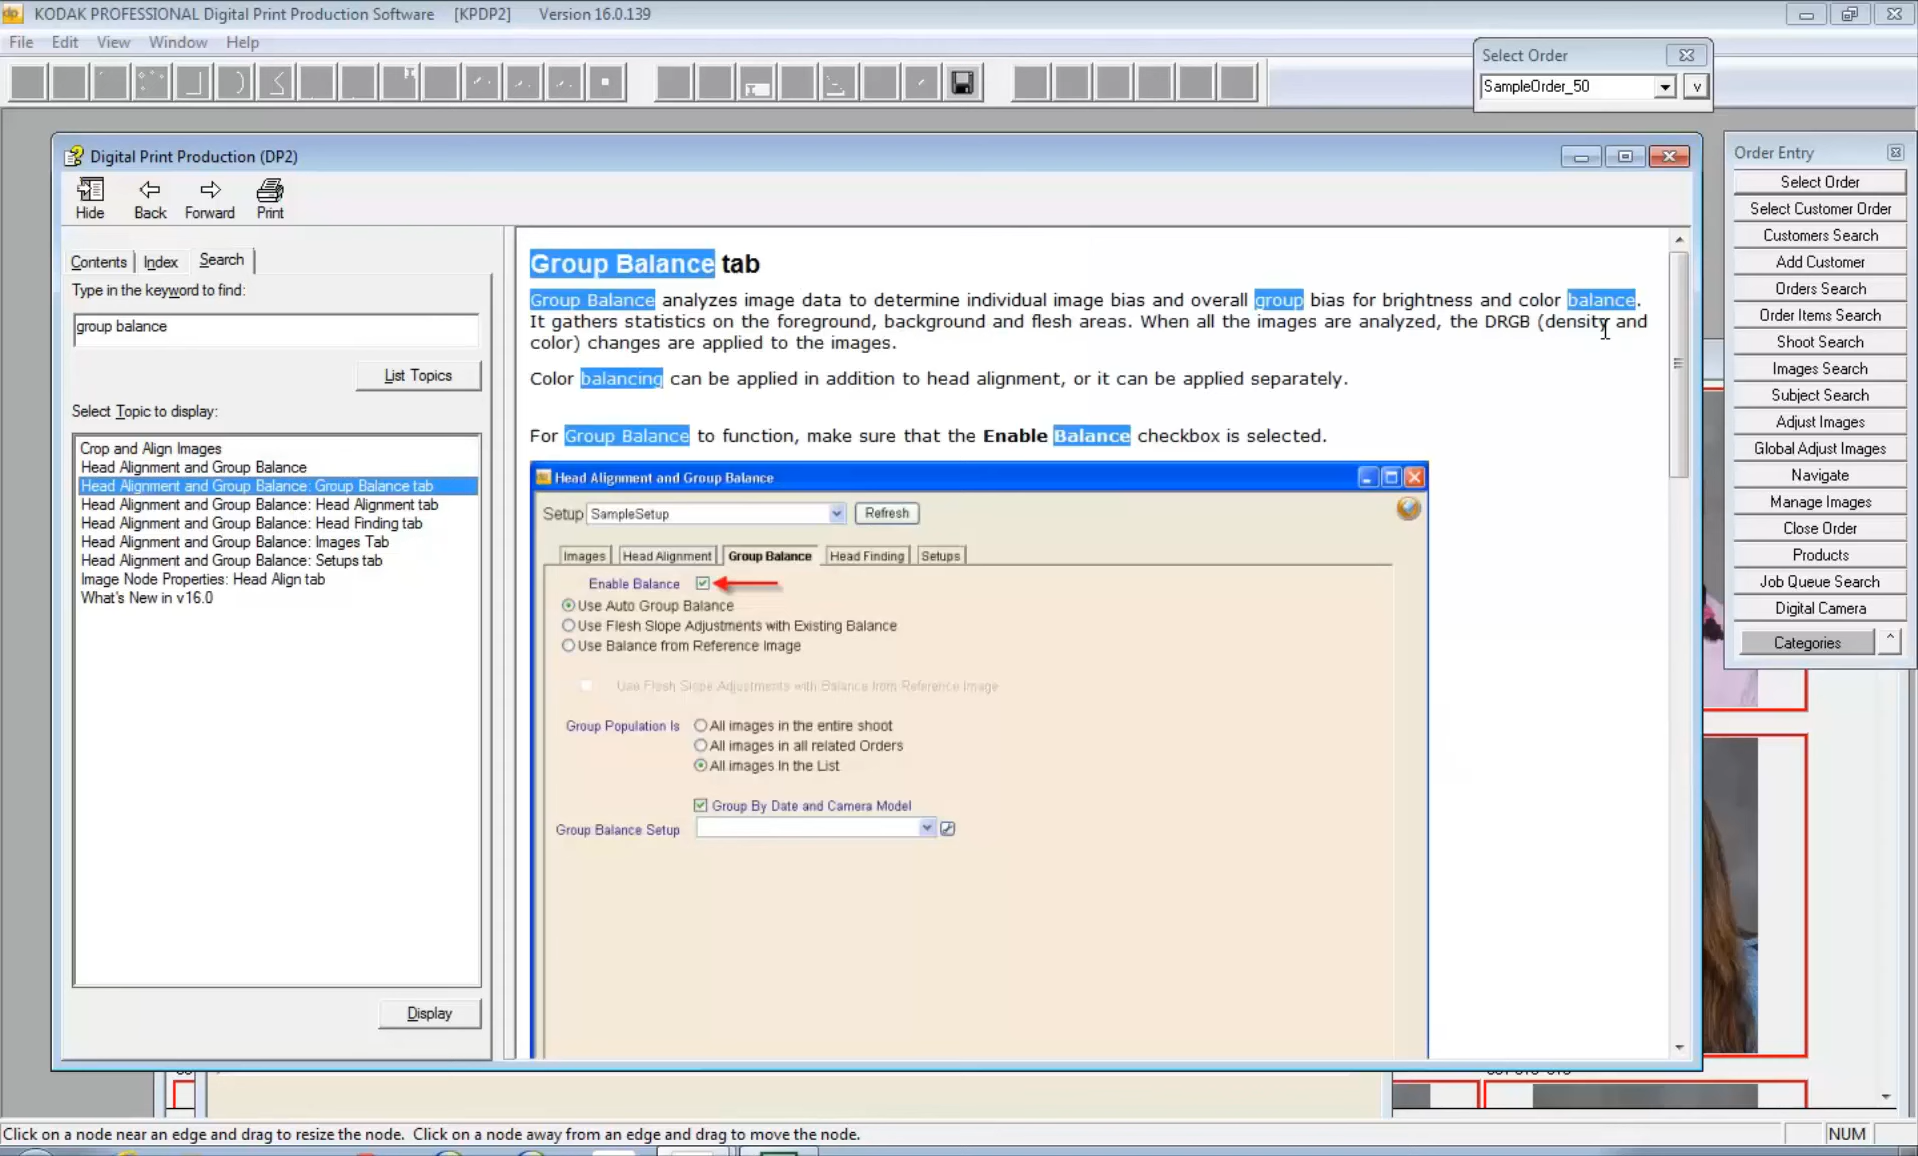 KODAK PROFESSIONAL Digital Print Production Software [KPDP2] Version 16.0.139
File Edit View Window Help
Select Order
SampleOrder_50
v
Digital Print Production (DP2)
Hide Back Forward Print
Contents Index Search
Type in the keyword to find:
group balance
List Topics
Select Topic to display:
Crop and Align Images
Head Alignment and Group Balance
Head Alignment and Group Balance: Group Balance tab
Head Alignment and Group Balance: Head Alignment tab
Head Alignment and Group Balance: Head Finding tab
Head Alignment and Group Balance: Images Tab
Head Alignment and Group Balance: Setups tab
Image Node Properties: Head Align tab
What's New in v16.0
Display
Group Balance tab
Group Balance analyzes image data to determine individual image bias and overall group bias for brightness and color balance.
It gathers statistics on the foreground, background and flesh areas. When all the images are analyzed, the DRGB (density and
color) changes are applied to the images.
Color balancing can be applied in addition to head alignment, or it can be applied separately.
For Group Balance to function, make sure that the Enable Balance checkbox is selected.
Head Alignment and Group Balance
Setup SampleSetup Refresh
Images Head Alignment Group Balance Head Finding Setups
Enable Balance
Use Auto Group Balance
Use Flesh Slope Adjustments with Existing Balance
Use Balance from Reference Image
Use Flesh Slope Adjustments with Balance from Reference Image
Group Population Is All images in the entire shoot
All images in all related Orders
All images In the List
Group By Date and Camera Model
Group Balance Setup
Order Entry
Select Order
Select Customer Order
Customers Search
Add Customer
Orders Search
Order Items Search
Shoot Search
Images Search
Subject Search
Adjust Images
Global Adjust Images
Navigate
Manage Images
Close Order
Products
Job Queue Search
Digital Camera
Categories ^
Click on a node near an edge and drag to resize the node. Click on a node away from an edge and drag to move the node.
NUM